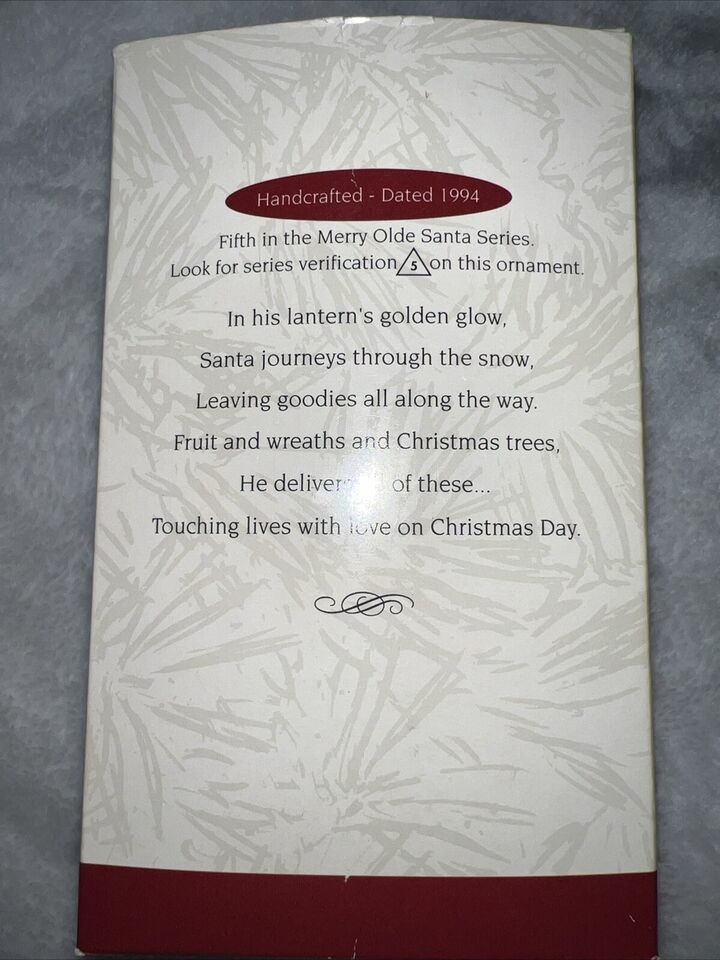 Handcrafted - Dated 1994
Fifth in the Merry Olde Santa Series.
Look for series verification 5 on this ornament.
In his lantern's golden glow,
Santa journeys through the snow,
Leaving goodies all along the way.
Fruit and wreaths and Christmas trees,
He delivers of these...
Touching lives with love on Christmas Day.